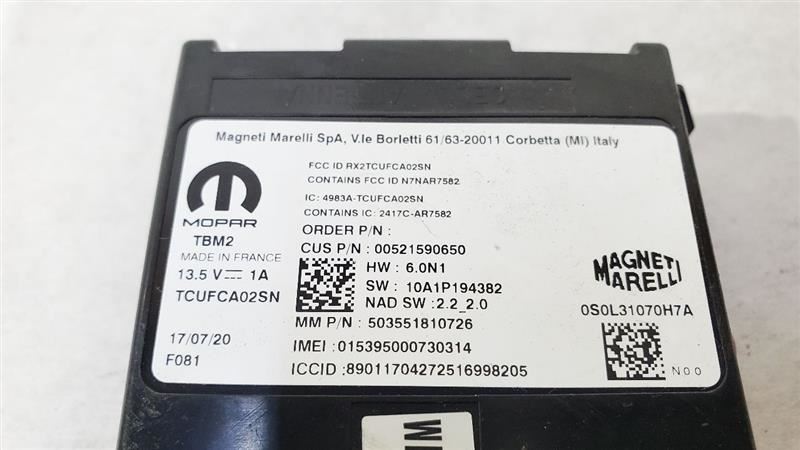 Magneti Marelli SpA, V.le Borletti 61/63-20011 Corbetta (MI) Italy
FCC ID RX2TCUFCA02SN
CONTAINS FCC ID N7NAR7582
IC: 4983A-TCUFCA02SN
CONTAINS IC: 2417C-AR7582
ORDER P/N :
CUS P/N : 00521590650
HW : 6.0N1
SW : 10A1P194382
NAD SW :2.2_2.0
MM P/N : 503551810726
IMEI :015395000730314
ICCID :89011704272516998205
MOPAR
TBM2
MADE IN FRANCE
13.5 V 1A
TCUFCA02SN
17/07/20
F081
MAGNETI
MARELLI
0S0L31070H7A
N00